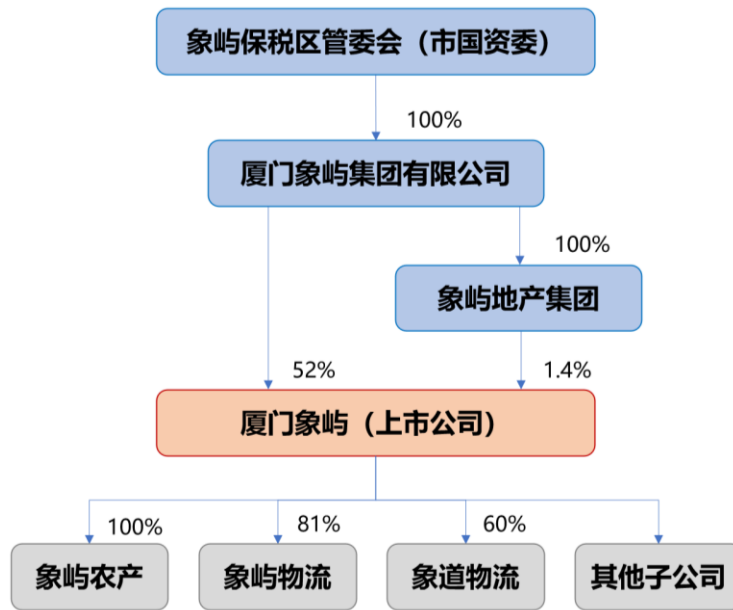 象屿保税区管委会（市国资委）
100%
厦门象屿集团有限公司
100%
象屿地产集团
52%
1.4%
厦门象屿（上市公司）
100%
81%
60%
象屿农产
象屿物流
象道物流
其他子公司